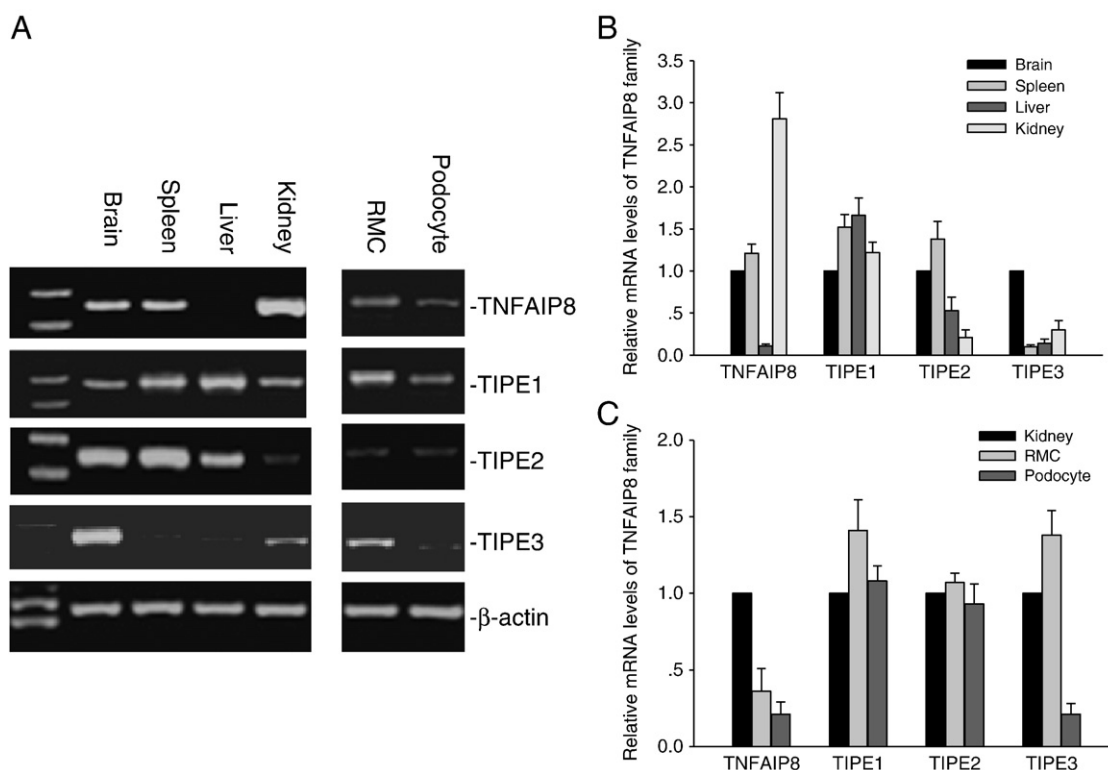 A
Brain Spleen Liver Kidney RMC Podocyte
-TNFAIP8
-TIPE1
-TIPE2
-TIPE3
-β-actin
B
Relative mRNA levels of TNFAIP8 family
3.5
3.0
2.5
2.0
1.5
1.0
.5
0.0
Brain
Spleen
Liver
Kidney
TNFAIP8 TIPE1 TIPE2 TIPE3
C
Relative mRNA levels of TNFAIP8 family
2.0
1.5
1.0
.5
0.0
Kidney
RMC
Podocyte
TNFAIP8 TIPE1 TIPE2 TIPE3